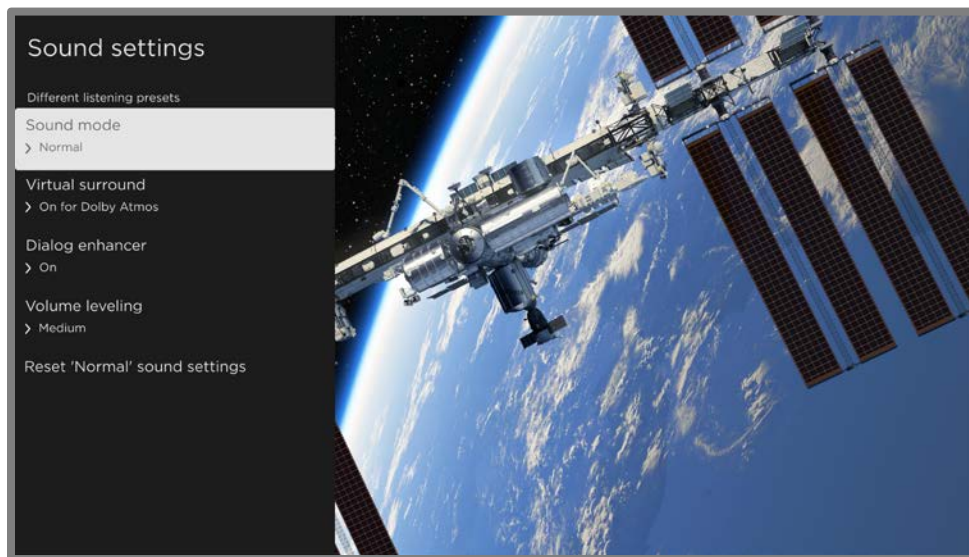 Sound settings
Different listening presets
Sound mode
Normal
Virtual surround
On for Dolby Atmos
Dialog enhancer
On
Volume leveling
Medium
Reset 'Normal' sound settings